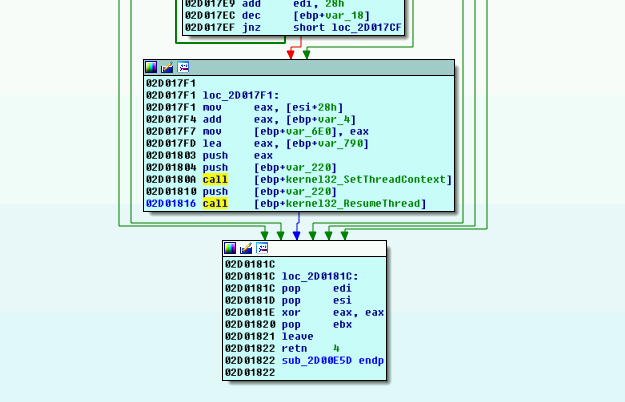 02D017E9 add edi, 28h
02D017EC dec [ebp+var_18]
02D017EF jnz short loc_2D017CF
02D017F1
02D017F1 loc_2D017F1:
02D017F1 mov eax, [esi+28h]
02D017F4 add eax, [ebp+var_4]
02D017F7 mov [ebp+var_6E0], eax
02D017FD lea eax, [ebp+var_790]
02D01803 push eax
02D01804 push [ebp+var_220]
02D0180A call [ebp+kernel32_SetThreadContext]
02D01810 push [ebp+var_220]
02D01816 call [ebp+kernel32_ResumeThread]
02D0181C
02D0181C loc_2D0181C:
02D0181C pop edi
02D0181D pop esi
02D0181E xor eax, eax
02D01820 pop ebx
02D01821 leave
02D01822 retn 4
02D01822 sub_2D00E5D endp
02D01822